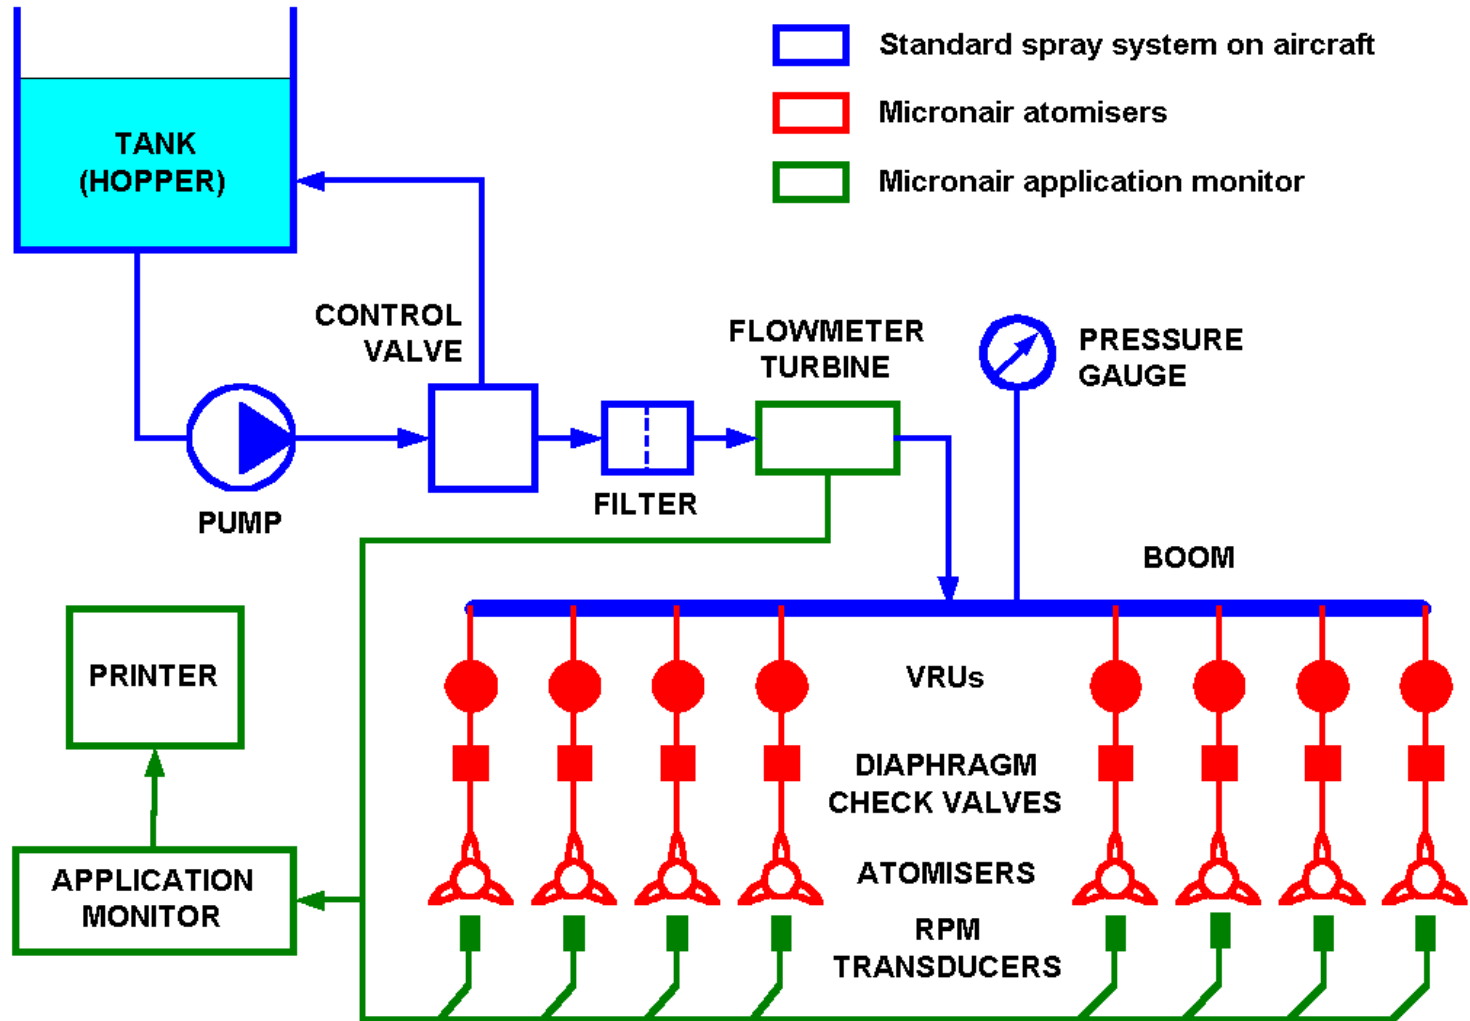 Standard spray system on aircraft
Micronair atomisers
Micronair application monitor
TANK
(HOPPER)
CONTROL
VALVE
FLOWMETER
TURBINE
PRESSURE
GAUGE
PUMP
FILTER
BOOM
PRINTER
VRUs
DIAPHRAGM
CHECK VALVES
APPLICATION
MONITOR
ATOMISERS
RPM
TRANSDUCERS